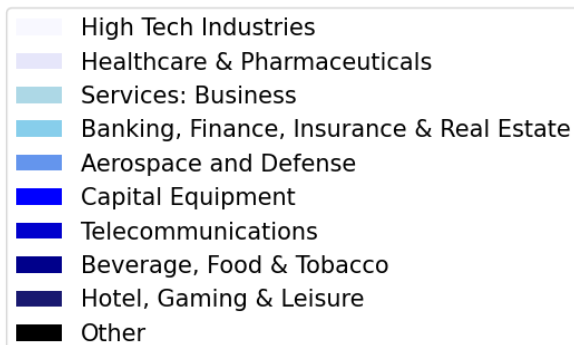 High Tech Industries
Healthcare & Pharmaceuticals
Services: Business
Banking, Finance, Insurance & Real Estate
Aerospace and Defense
Capital Equipment
Telecommunications
Beverage, Food & Tobacco
Hotel, Gaming & Leisure
Other